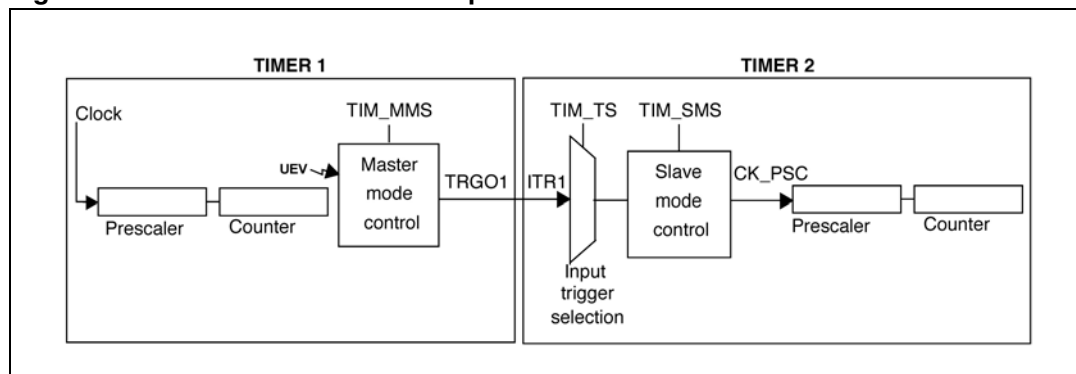 TIMER 1
TIMER 2
Clock
TIM_MMS
TIM_TS
TIM_SMS
UEV
Master
mode
control
TRGO1
ITR1
Slave
mode
control
CK_PSC
Prescaler
Counter
Prescaler
Counter
Input
trigger
selection